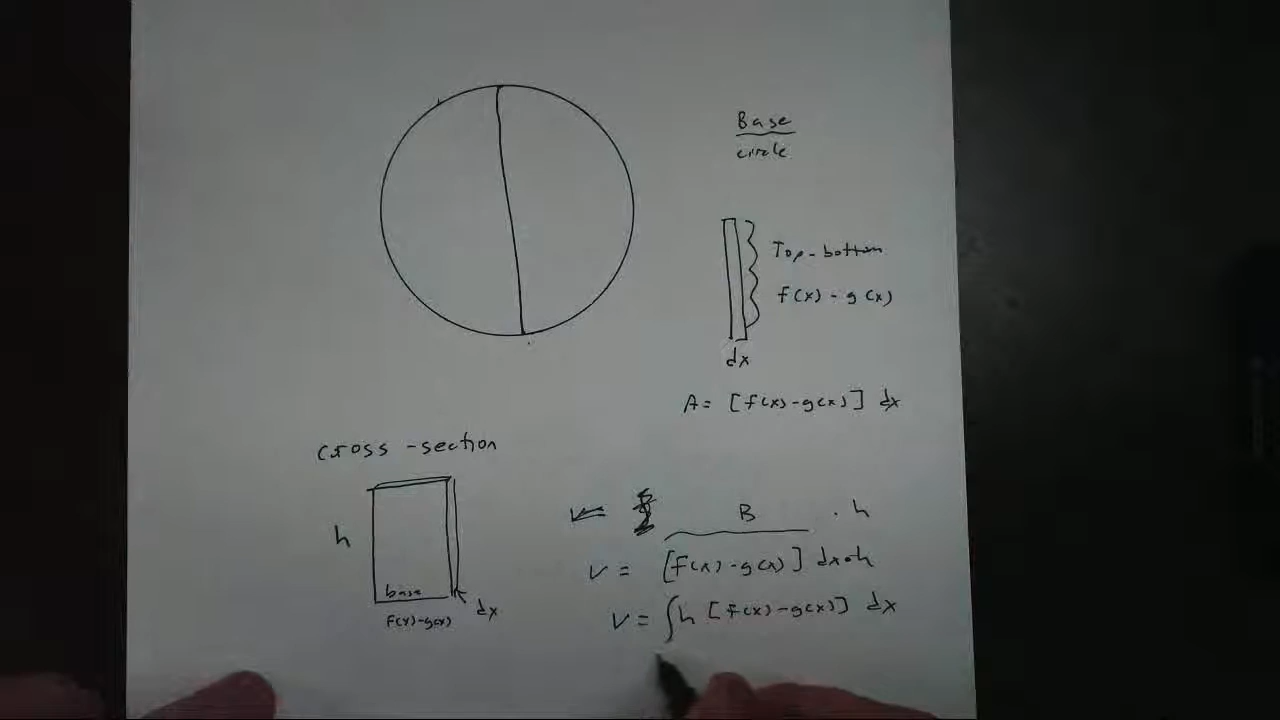 Base
circle
Top - bottom
f(x) - g(x)
dx
A = [f(x) - g(x)] dx
cross - section
h
base
f(x) - g(x)
dx
V = B · h
V = [f(x) - g(x)] dx • h
V = ∫ h [f(x) - g(x)] dx